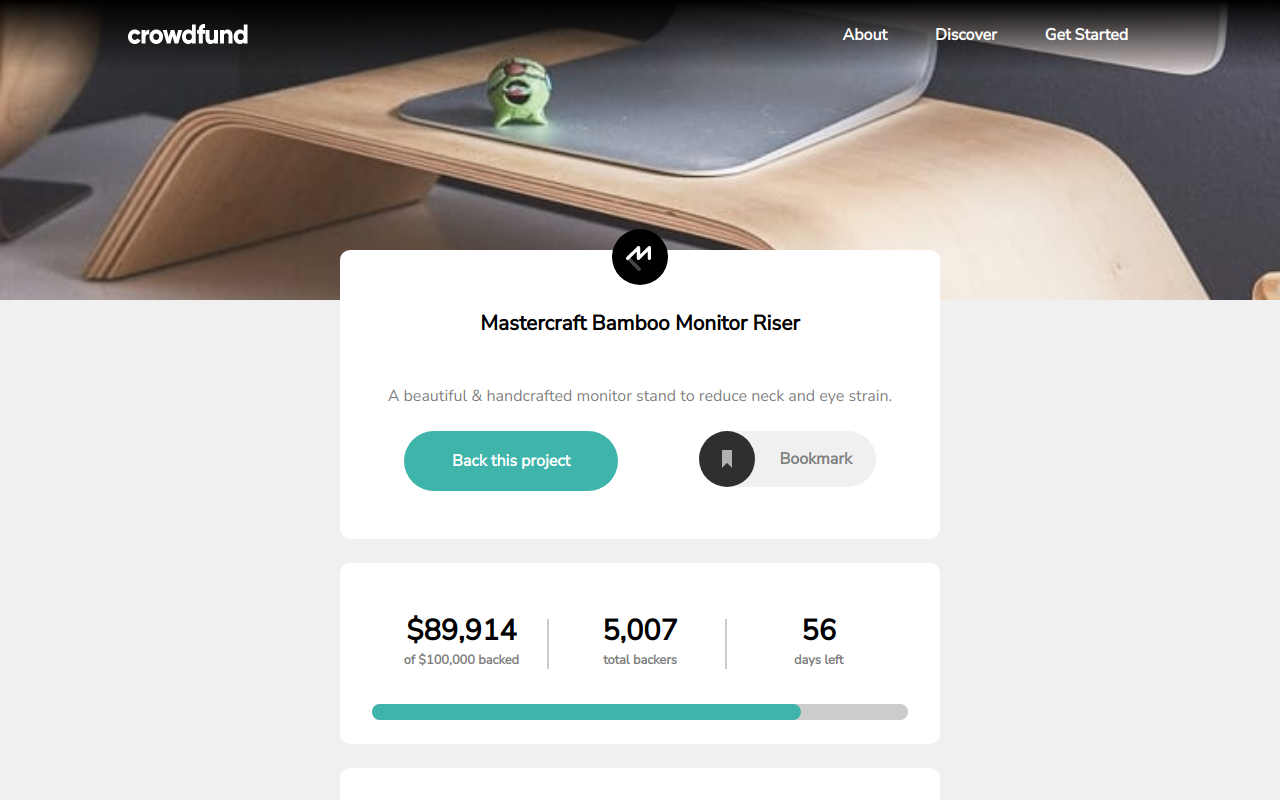 crowdfund
About
Discover
Get Started
Mastercraft Bamboo Monitor Riser
A beautiful & handcrafted monitor stand to reduce neck and eye strain.
Back this project
Bookmark
$89,914
of $100,000 backed
5,007
total backers
56
days left